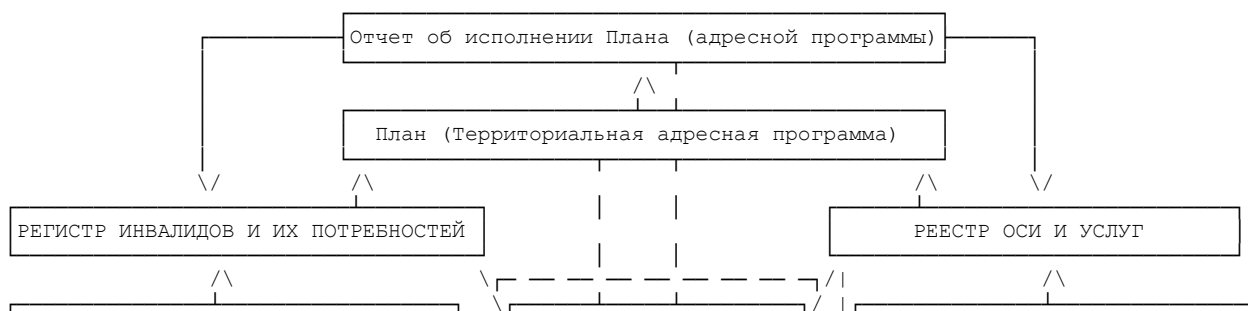 Отчет об исполнении Плана (адресной программы)
План (Территориальная адресная программа)
РЕГИСТР ИНВАЛИДОВ И ИХ ПОТРЕБНОСТЕЙ
РЕЕСТР ОСИ И УСЛУГ